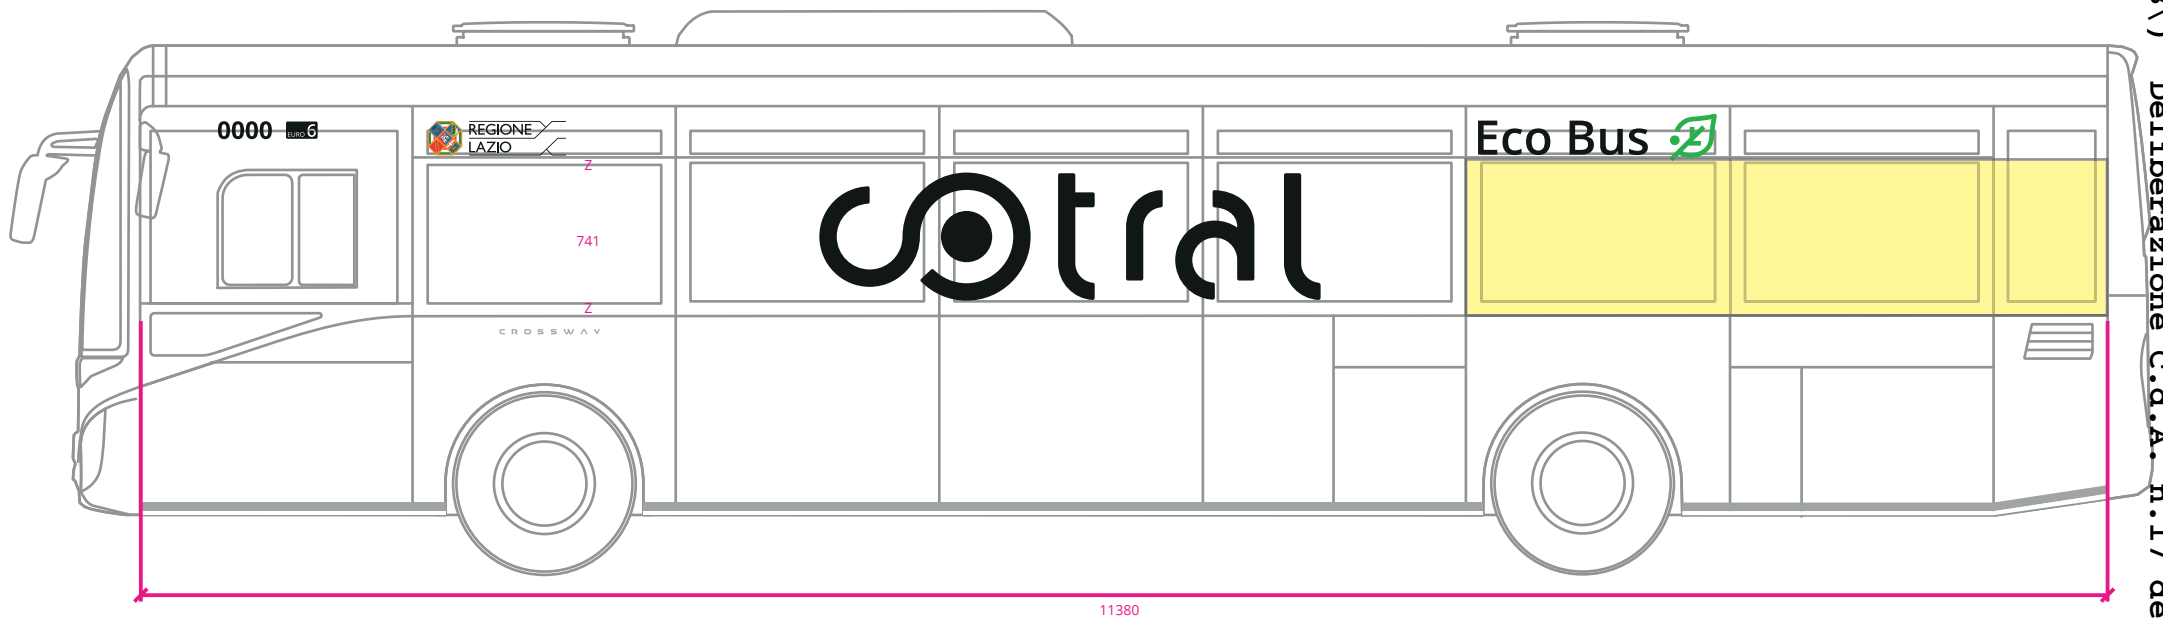 0000 EURO 6
REGIONE
LAZIO
Eco Bus
Z
741
Z
cotral
CROSSWAY
11380
Deliberazione C.d.A. n.17 de